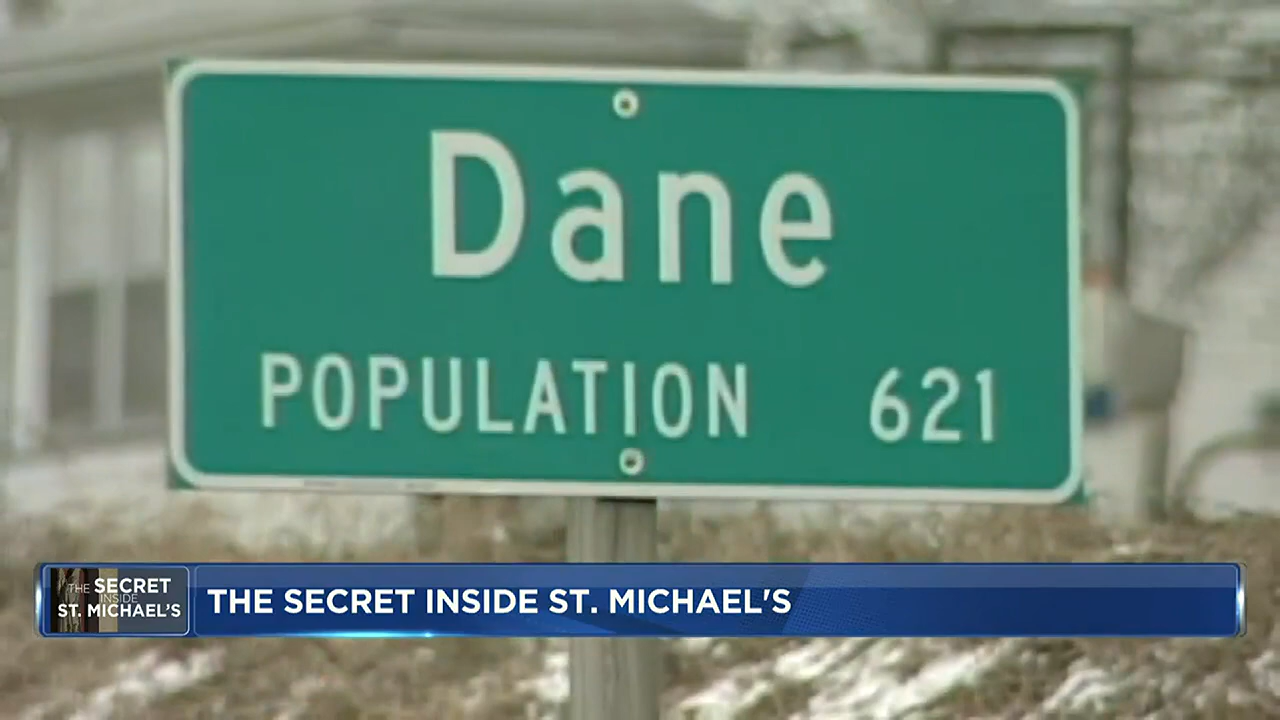 Dane
POPULATION 621
THE SECRET
INSIDE
ST. MICHAEL'S
THE SECRET INSIDE ST. MICHAEL'S